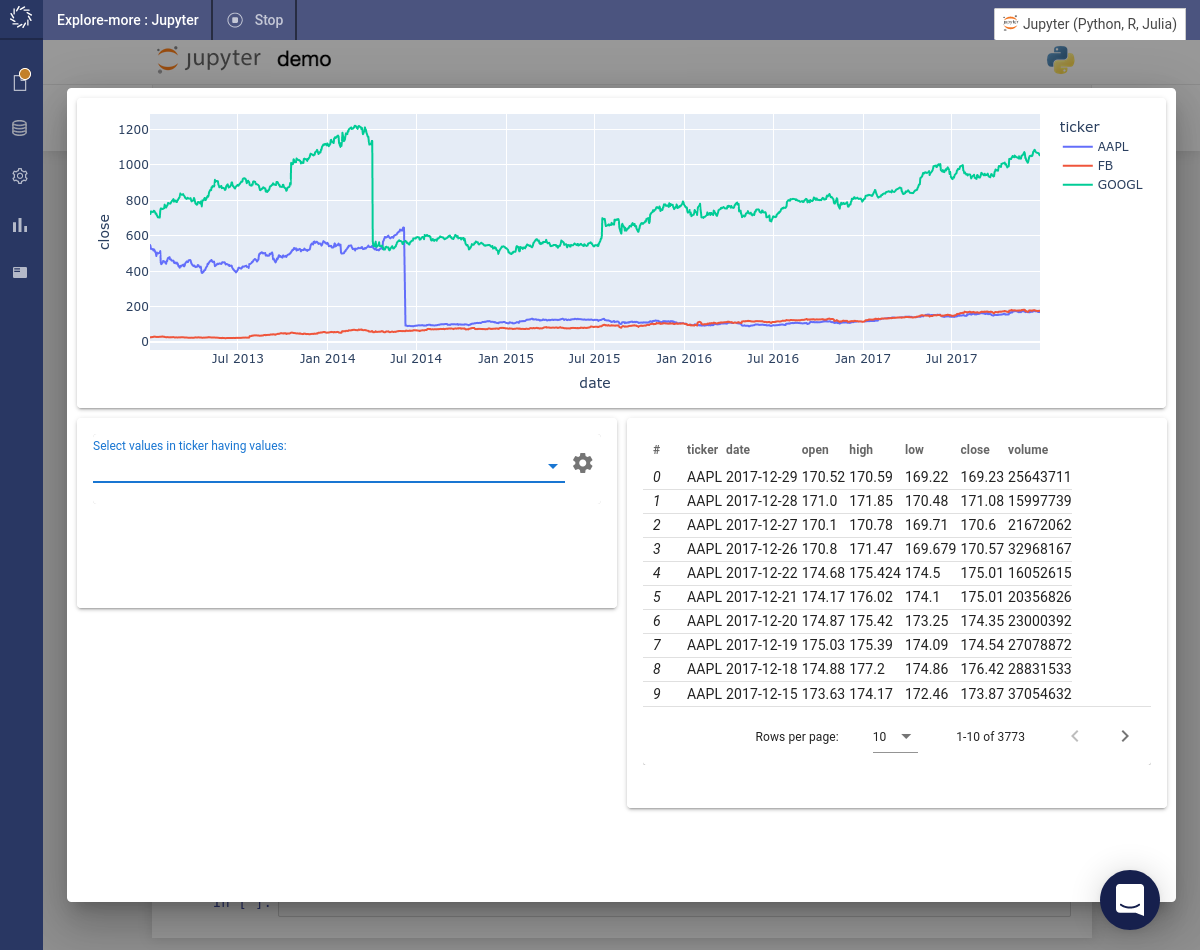 Explore-more : Jupyter
Stop
Jupyter (Python, R, Julia)
jupyter demo
1200
1000
800
600
400
200
0
close
Jul 2013 Jan 2014 Jul 2014 Jan 2015 Jul 2015 Jan 2016 Jul 2016 Jan 2017 Jul 2017
date
ticker
AAPL
FB
GOOGL
Select values in ticker having values:
# ticker date open high low close volume
0 AAPL 2017-12-29 170.52 170.59 169.22 169.23 25643711
1 AAPL 2017-12-28 171.0 171.85 170.48 171.08 15997739
2 AAPL 2017-12-27 170.1 170.78 169.71 170.6 21672062
3 AAPL 2017-12-26 170.8 171.47 169.679 170.57 32968167
4 AAPL 2017-12-22 174.68 175.424 174.5 175.01 16052615
5 AAPL 2017-12-21 174.17 176.02 174.1 175.01 20356826
6 AAPL 2017-12-20 174.87 175.42 173.25 174.35 23000392
7 AAPL 2017-12-19 175.03 175.39 174.09 174.54 27078872
8 AAPL 2017-12-18 174.88 177.2 174.86 176.42 28831533
9 AAPL 2017-12-15 173.63 174.17 172.46 173.87 37054632
Rows per page: 10 1-10 of 3773
In [ ]: